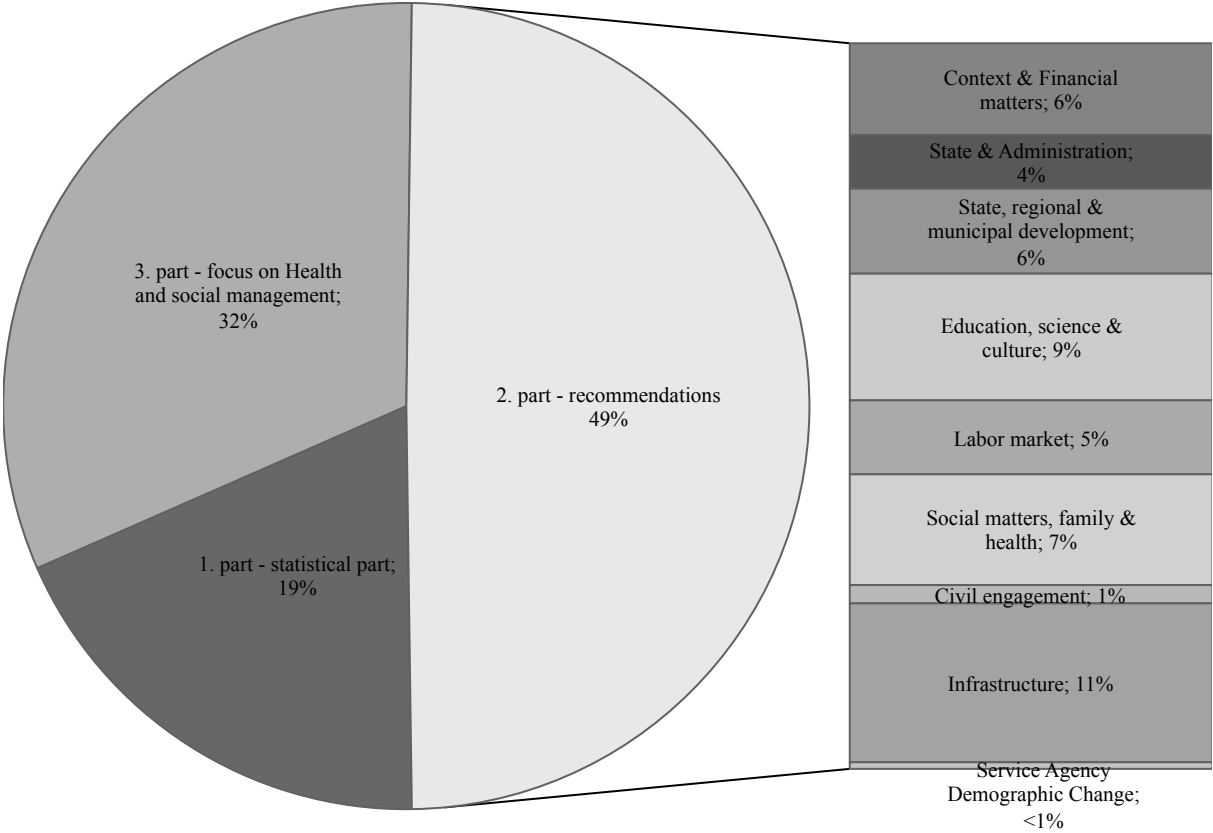 3. part - focus on Health
and social management;
32%
1. part - statistical part;
19%
2. part - recommendations
49%
Context & Financial
matters; 6%
State & Administration;
4%
State, regional &
municipal development;
6%
Education, science &
culture; 9%
Labor market; 5%
Social matters, family &
health; 7%
Civil engagement; 1%
Infrastructure; 11%
Service Agency
Demographic Change;
<1%